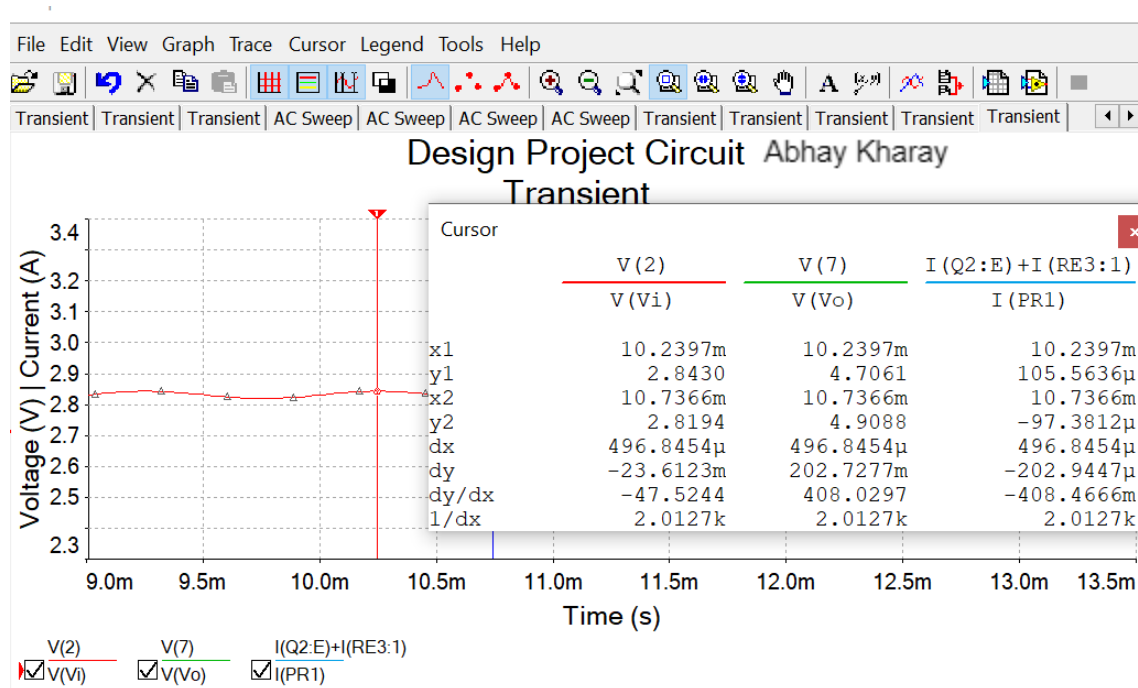 File Edit View Graph Trace Cursor Legend Tools Help
A
Transient Transient Transient AC Sweep AC Sweep AC Sweep AC Sweep Transient Transient Transient Transient Transient
Design Project Circuit Abhay Kharay
Transient
Cursor
V(2) V(7) I(Q2:E)+I(RE3:1)
V(Vi) V(Vo) I(PR1)
x1 10.2397m 10.2397m 10.2397m
y1 2.8430 4.7061 105.5636µ
x2 10.7366m 10.7366m 10.7366m
y2 2.8194 4.9088 -97.3812µ
dx 496.8454µ 496.8454µ 496.8454µ
dy -23.6123m 202.7277m -202.9447µ
dy/dx -47.5244 408.0297 -408.4666m
1/dx 2.0127k 2.0127k 2.0127k
Voltage (V) | Current (A)
3.4
3.2
3.1
3.0
2.9
2.8
2.7
2.6
2.5
2.3
9.0m 9.5m 10.0m 10.5m 11.0m 11.5m 12.0m 12.5m 13.0m 13.5m
Time (s)
V(2) V(7) I(Q2:E)+I(RE3:1)
V(Vi) V(Vo) I(PR1)